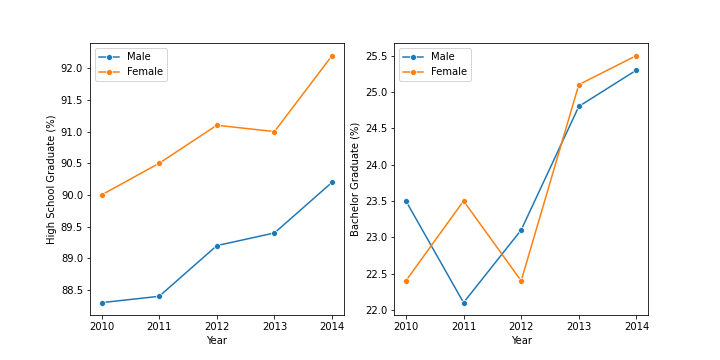 Male
Female
High School Graduate (%)
92.0
91.5
91.0
90.5
90.0
89.5
89.0
88.5
2010 2011 2012 2013 2014
Year
Male
Female
Bachelor Graduate (%)
25.5
25.0
24.5
24.0
23.5
23.0
22.5
22.0
2010 2011 2012 2013 2014
Year